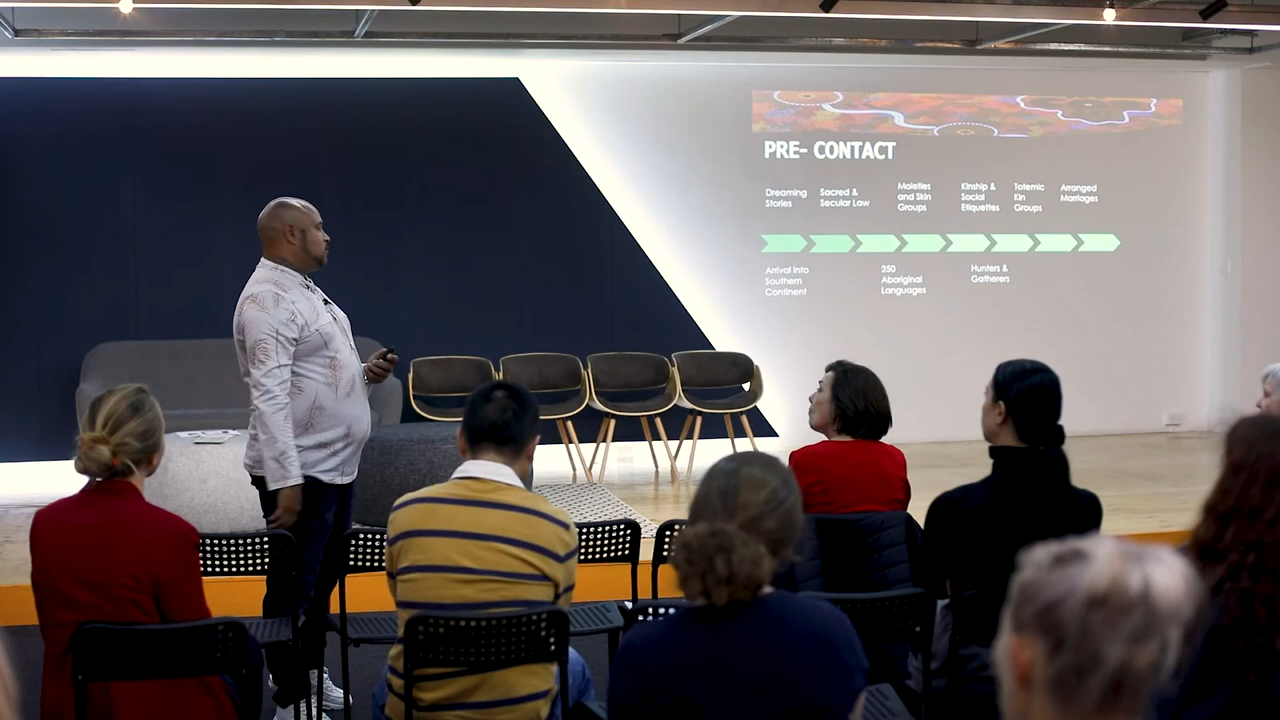 PRE- CONTACT
Dreaming
Stories
Sacred &
Secular Law
Moieties
and Skin
Groups
Kinship &
Social
Etiquettes
Totemic
Kin
Groups
Arranged
Marriages
Arrival into
Southern
Continent
250
Aboriginal
Languages
Hunters &
Gatherers